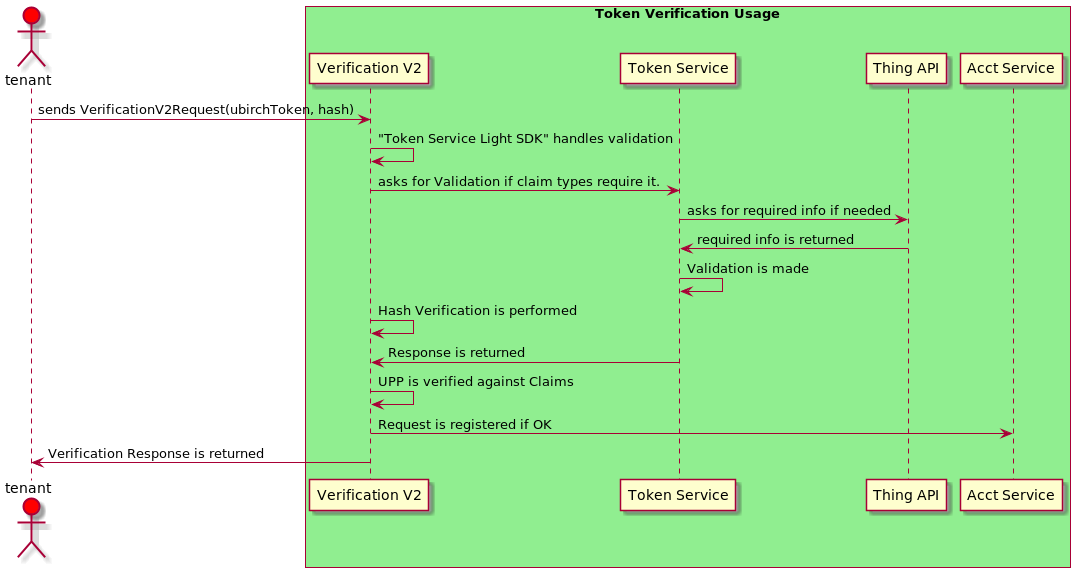 Token Verification Usage
tenant
Verification V2
Token Service
Thing API
Acct Service
sends VerificationV2Request(ubirchToken, hash)
"Token Service Light SDK" handles validation
asks for Validation if claim types require it.
asks for required info if needed
required info is returned
Validation is made
Hash Verification is performed
Response is returned
UPP is verified against Claims
Request is registered if OK
Verification Response is returned
tenant
Verification V2
Token Service
Thing API
Acct Service